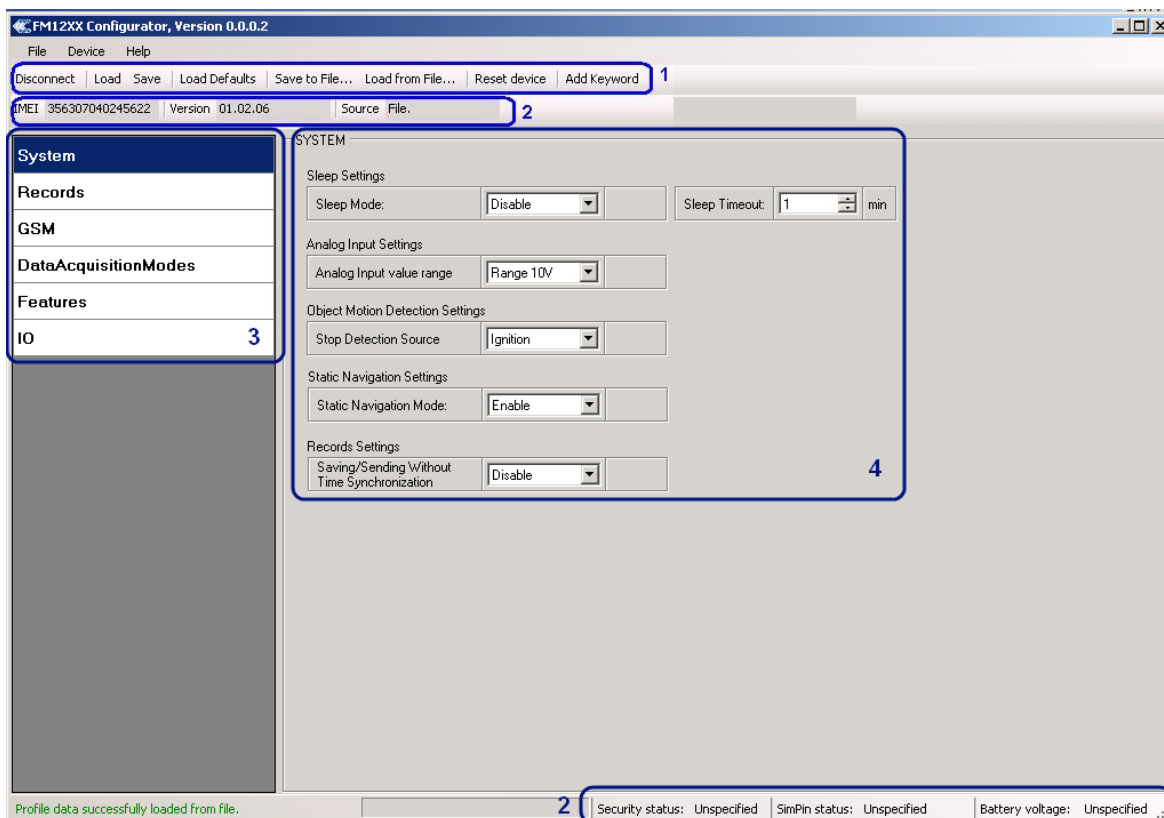 FM12XX Configurator, Version 0.0.0.2
File Device Help
Disconnect Load Save Load Defaults Save to File... Load from File... Reset device Add Keyword 1
IMEI 356307040245622 Version 01.02.06 Source File. 2
System
Records
GSM
DataAcquisitionModes
Features
IO 3
SYSTEM
Sleep Settings
Sleep Mode: Disable Sleep Timeout: 1 min
Analog Input Settings
Analog Input value range Range 10V
Object Motion Detection Settings
Stop Detection Source Ignition
Static Navigation Settings
Static Navigation Mode: Enable
Records Settings
Saving/Sending Without
Time Synchronization Disable
4
Profile data successfully loaded from file. 2 Security status: Unspecified SimPin status: Unspecified Battery voltage: Unspecified